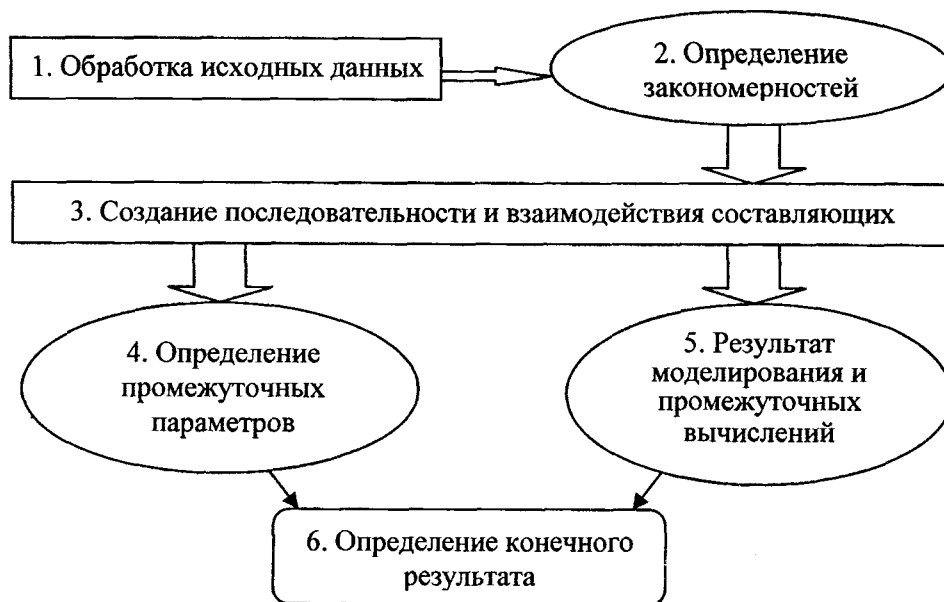 1. Обработка исходных данных
2. Определение
закономерностей
3. Создание последовательности и взаимодействия составляющих
4. Определение
промежуточных
параметров
5. Результат
моделирования и
промежуточных
вычислений
6. Определение конечного
результата